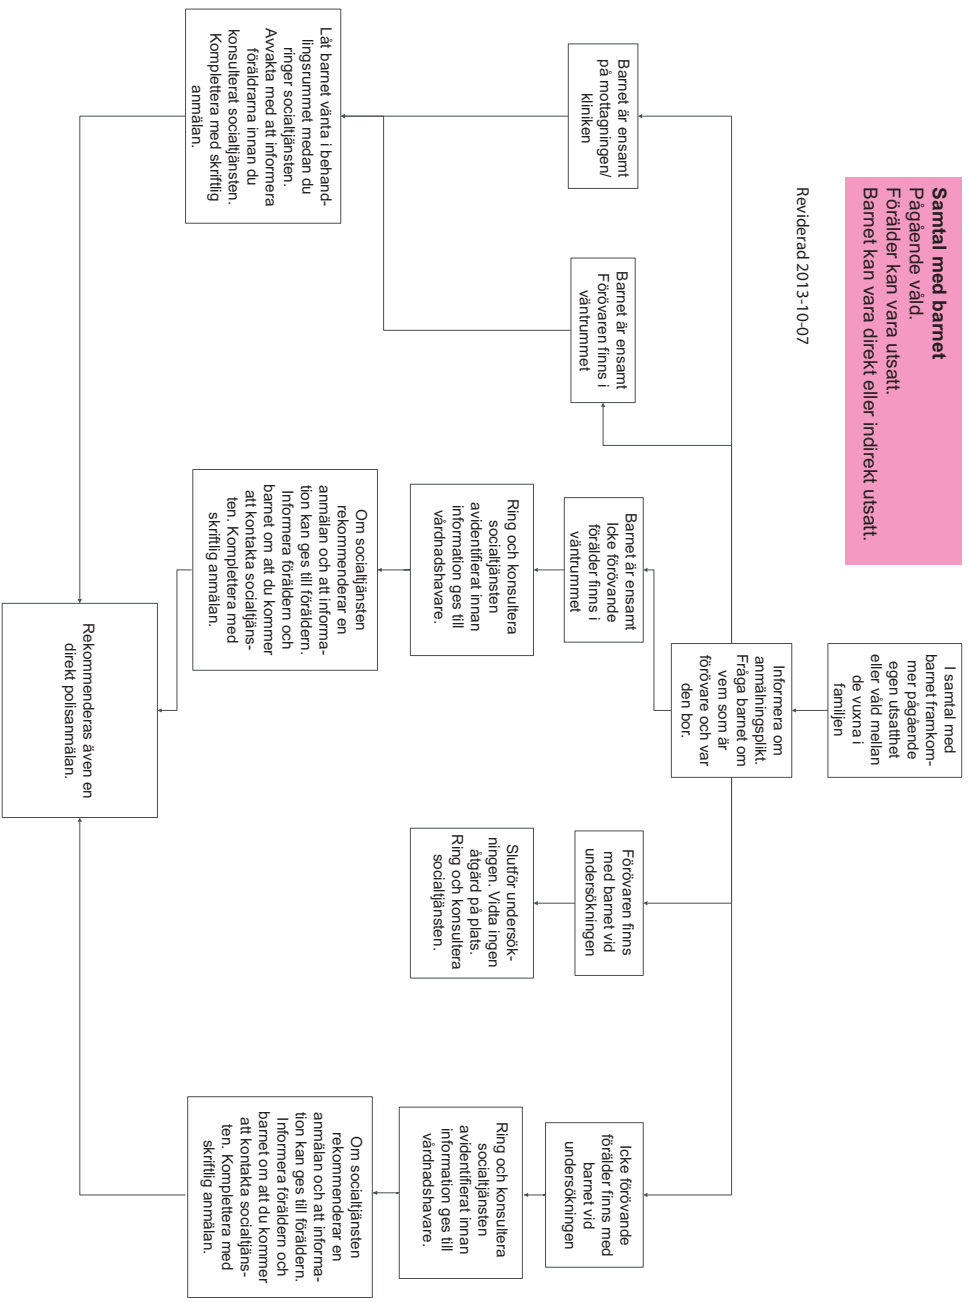 Samtal med barnet
Pågående våld.
Förälder kan vara utsatt.
Barnet kan vara direkt eller indirekt utsatt.
Reviderad 2013-10-07
I samtal med
barnet framkom-
mer pågående
egen utsatthet
eller våld mellan
de vuxna i
familjen
Informera om
anmälningsplikt.
Fråga barnet om
vem som är
förövare och var
den bor.
Barnet är ensamt
på mottagningen/
kliniken
Barnet är ensamt
Förövaren finns i
väntrummet
Barnet är ensamt
Icke förövande
förälder finns i
väntrummet
Förövaren finns
med barnet vid
undersökningen
Icke förövande
förälder finns med
barnet vid
undersökningen
Ring och konsultera
socialtjänsten
avidentifierat innan
information ges till
vårdnadshavare.
Slutför undersök-
ningen. Vidta ingen
åtgärd på plats.
Ring och konsultera
socialtjänsten.
Ring och konsultera
socialtjänsten
avidentifierat innan
information ges till
vårdnadshavare.
Låt barnet vänta i behand-
lingsrummet medan du
ringer socialtjänsten.
Avvakta med att informera
föräldrarna innan du
konsulterat socialtjänsten.
Komplettera med skriftlig
anmälan.
Om socialtjänsten
rekommenderar en
anmälan och att informa-
tion kan ges till föräldern.
Informera föräldern och
barnet om att du kommer
att kontakta socialtjäns-
ten. Komplettera med
skriftlig anmälan.
Om socialtjänsten
rekommenderar en
anmälan och att informa-
tion kan ges till föräldern.
Informera föräldern och
barnet om att du kommer
att kontakta socialtjäns-
ten. Komplettera med
skriftlig anmälan.
Rekommenderas även en
direkt polisanmälan.